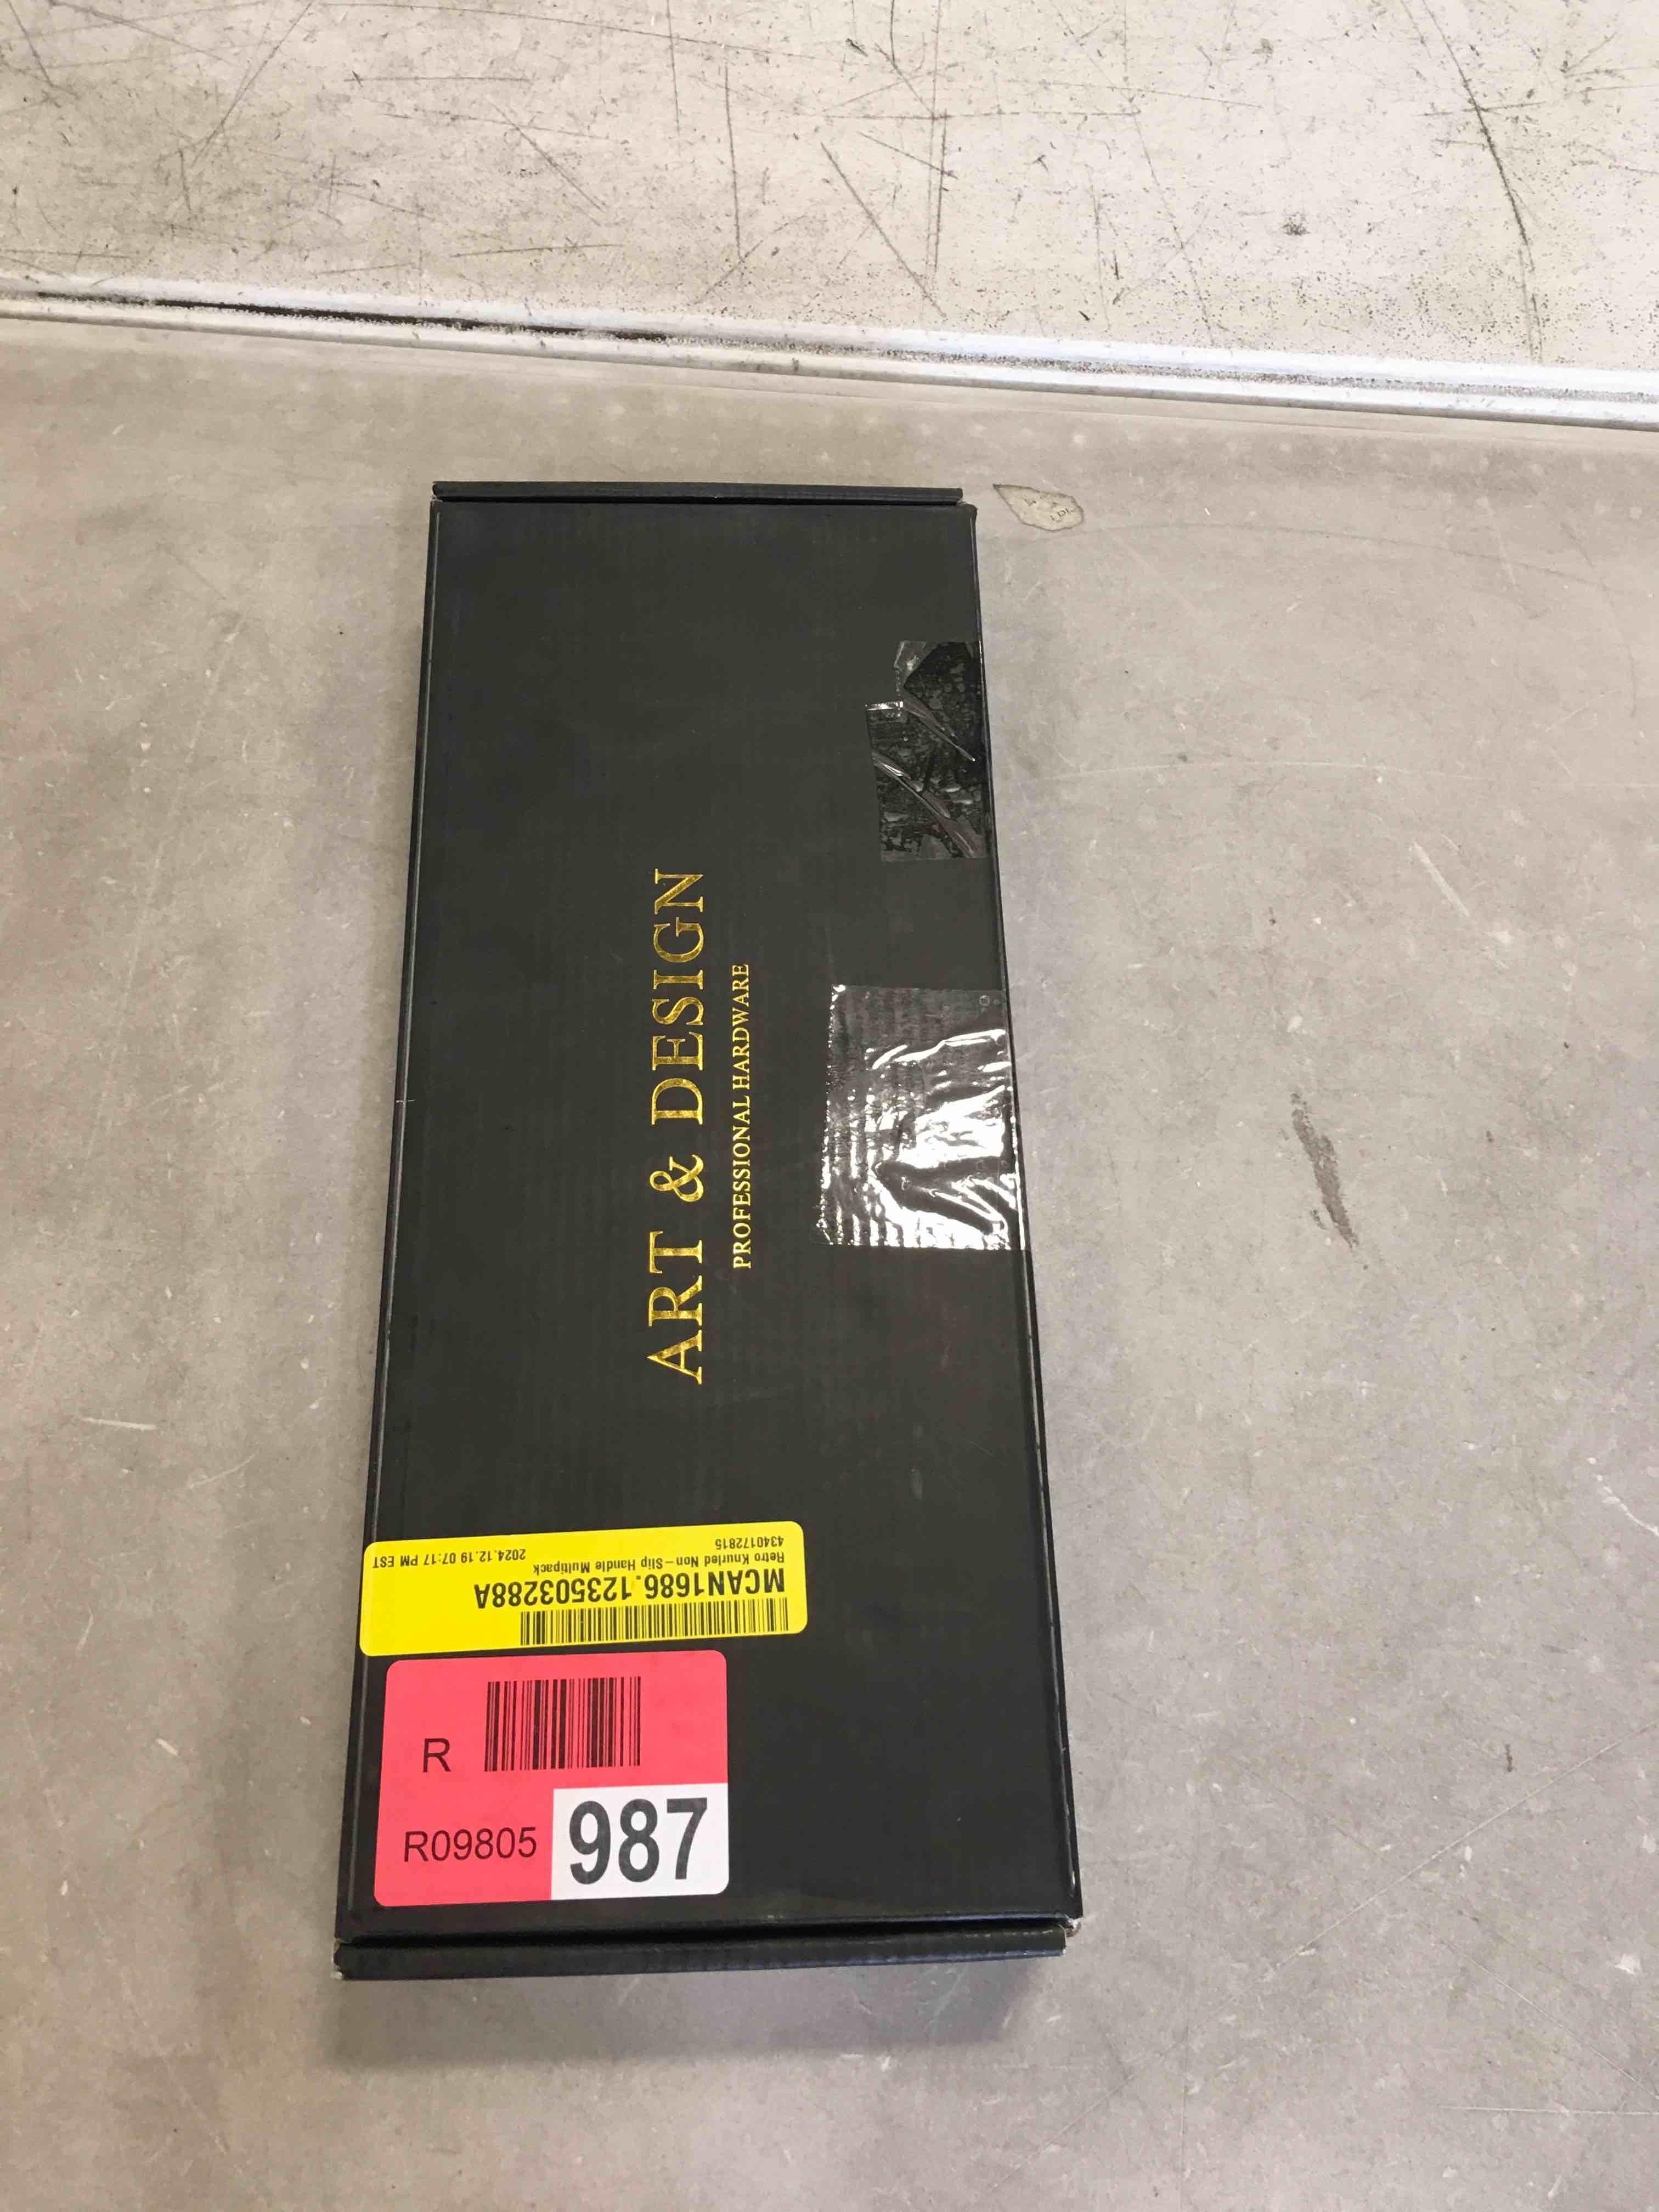 ART & DESIGN
PROFESSIONAL HARDWARE
MCAN1686.123503288A
Retro Knurled Non-Slip Handle Multipack
4340172815
2024.12.19 07:17 PM EST
R
R09805
987